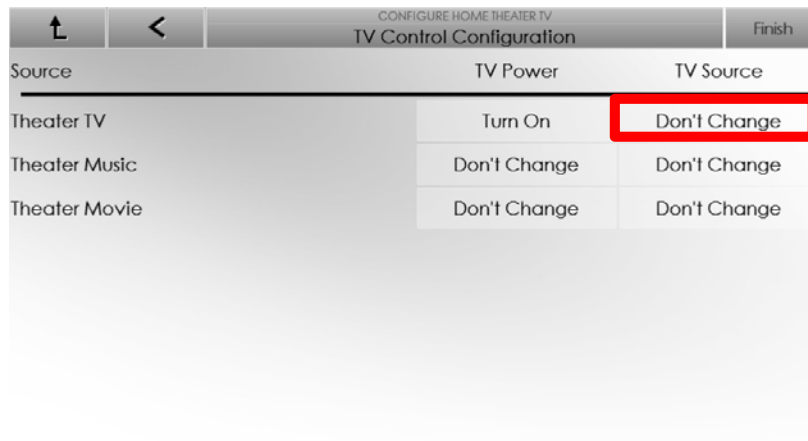 CONFIGURE HOME THEATER TV
TV Control Configuration
Finish
Source TV Power TV Source
Theater TV Turn On Don't Change
Theater Music Don't Change Don't Change
Theater Movie Don't Change Don't Change